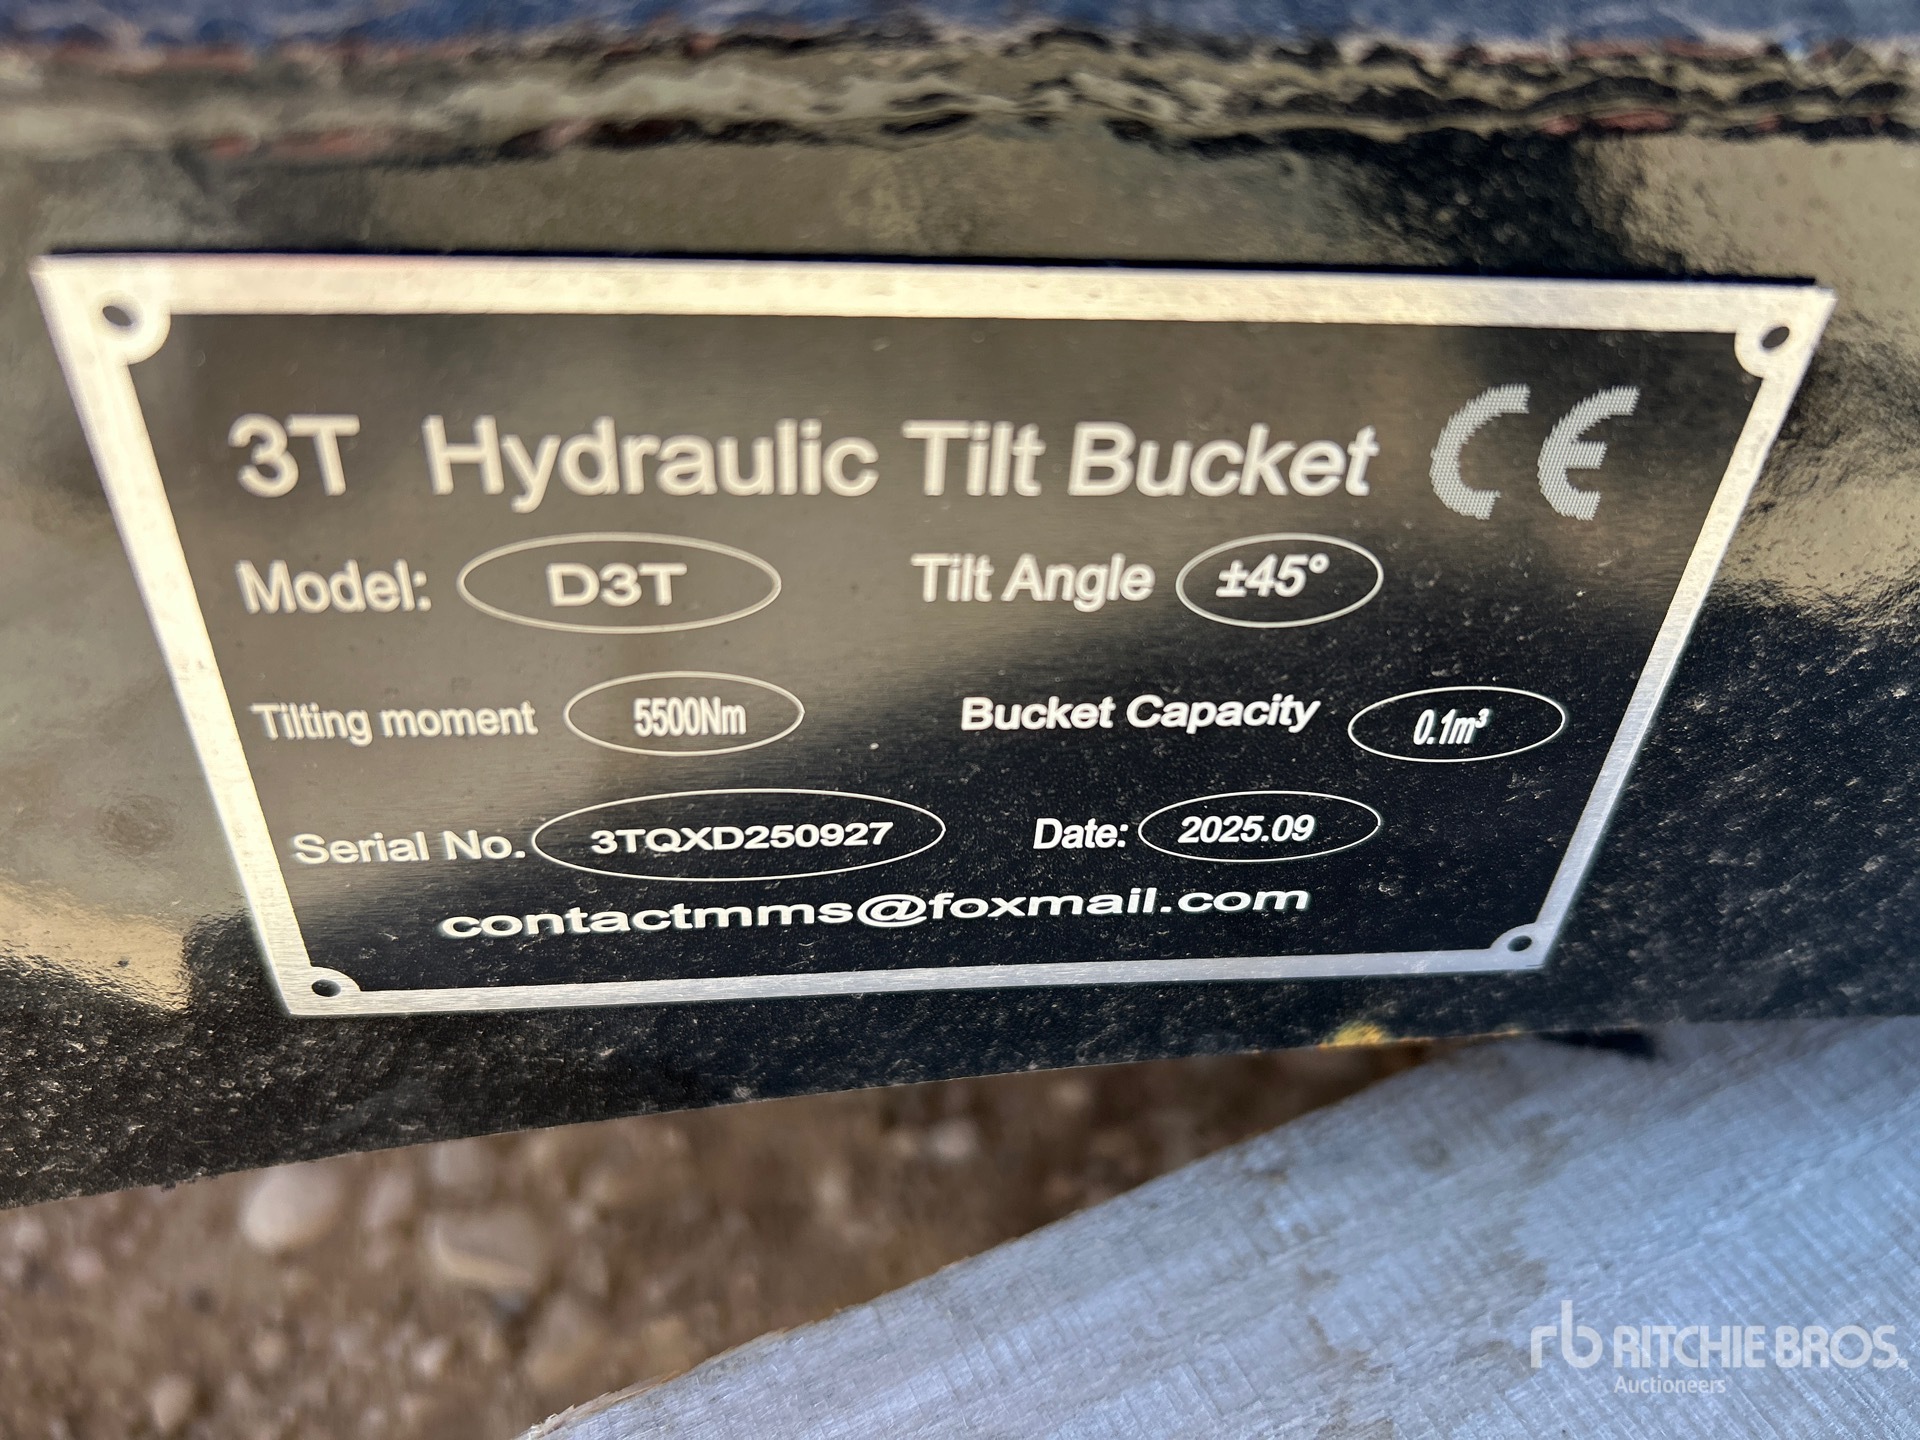 3T Hydraulic Tilt Bucket CE
Model: D3T Tilt Angle ±45°
Tilting moment 5500Nm Bucket Capacity 0.1m³
Serial No. 3TQXD250927 Date: 2025.09
contactmms@foxmail.com
rb RITCHIE BROS.
Auctioneers